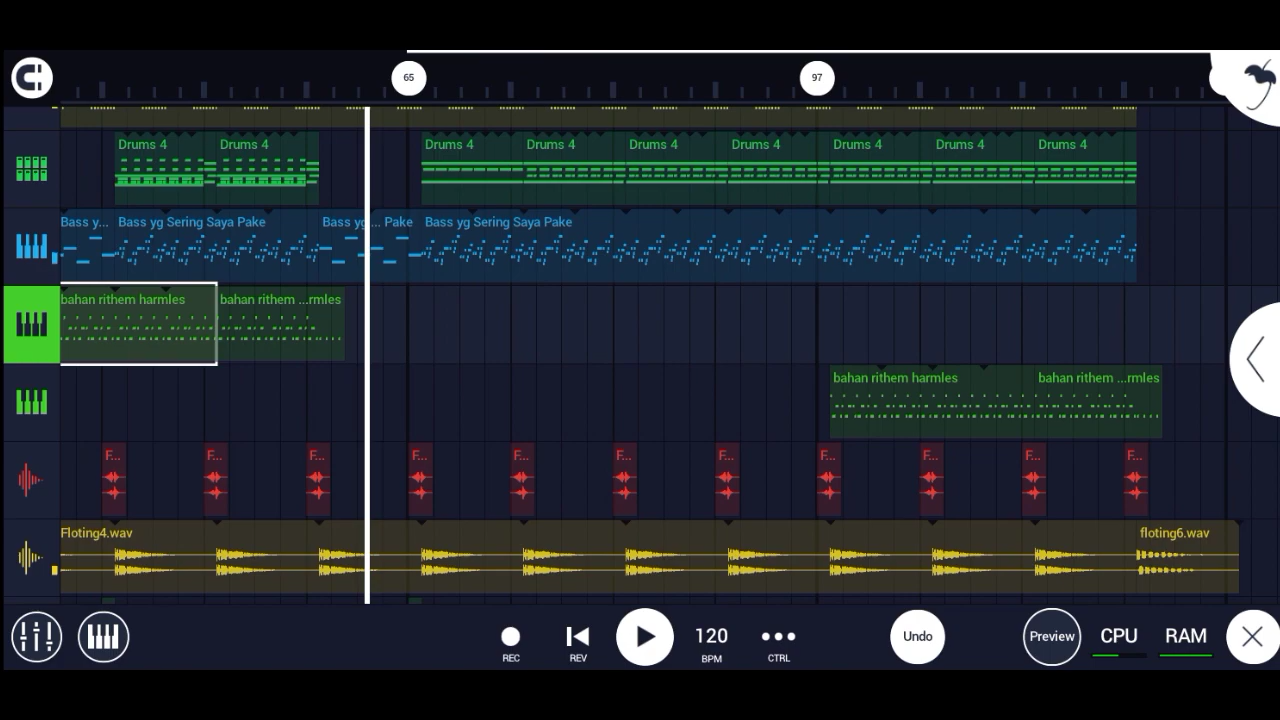 65
97
Drums 4
Drums 4
Drums 4
Drums 4
Drums 4
Drums 4
Drums 4
Drums 4
Drums 4
Bass y...
Bass yg Sering Saya Pake
Bass yg ... Pake
Bass yg Sering Saya Pake
bahan rithem harmles
bahan rithem ...rmles
bahan rithem harmles
bahan rithem ...rmles
F...
F...
F...
F...
F...
F...
F...
F...
F...
F...
F...
Floting4.wav
floting6.wav
REC
REV
120
BPM
CTRL
Undo
Preview
CPU
RAM